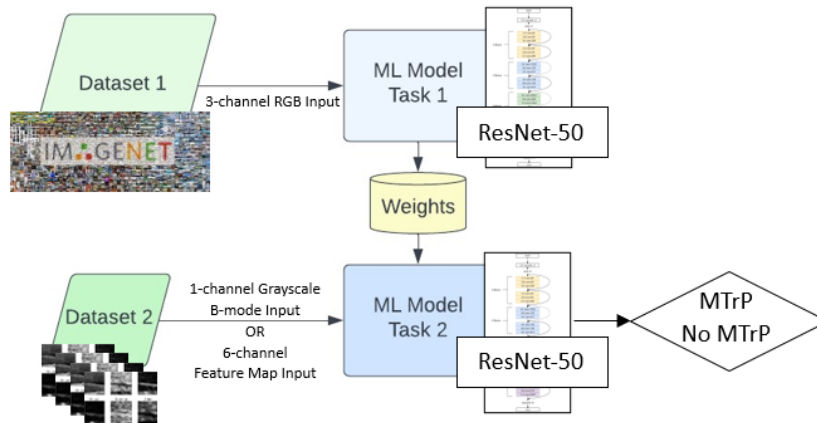 Dataset 1
3-channel RGB Input
ML Model
Task 1
ResNet-50
IMAGENET
Weights
Dataset 2
1-channel Grayscale
B-mode Input
OR
6-channel
Feature Map Input
ML Model
Task 2
ResNet-50
MTrP
No MTrP